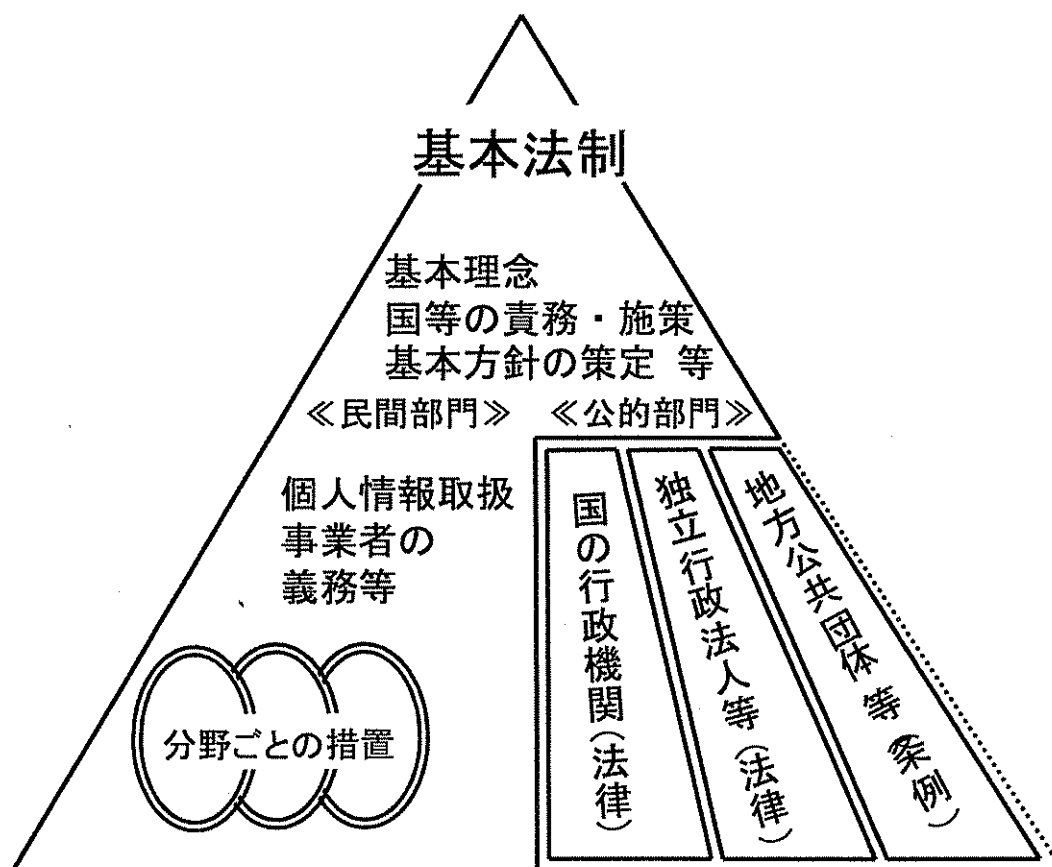 基本法制
基本理念
国等の責務・施策
基本方針の策定 等
≪民間部門≫ ≪公的部門≫
個人情報取扱
事業者の
義務等
分野ごとの措置
国の行政機関(法律)
独立行政法人等(法律)
地方公共団体 等(条例)